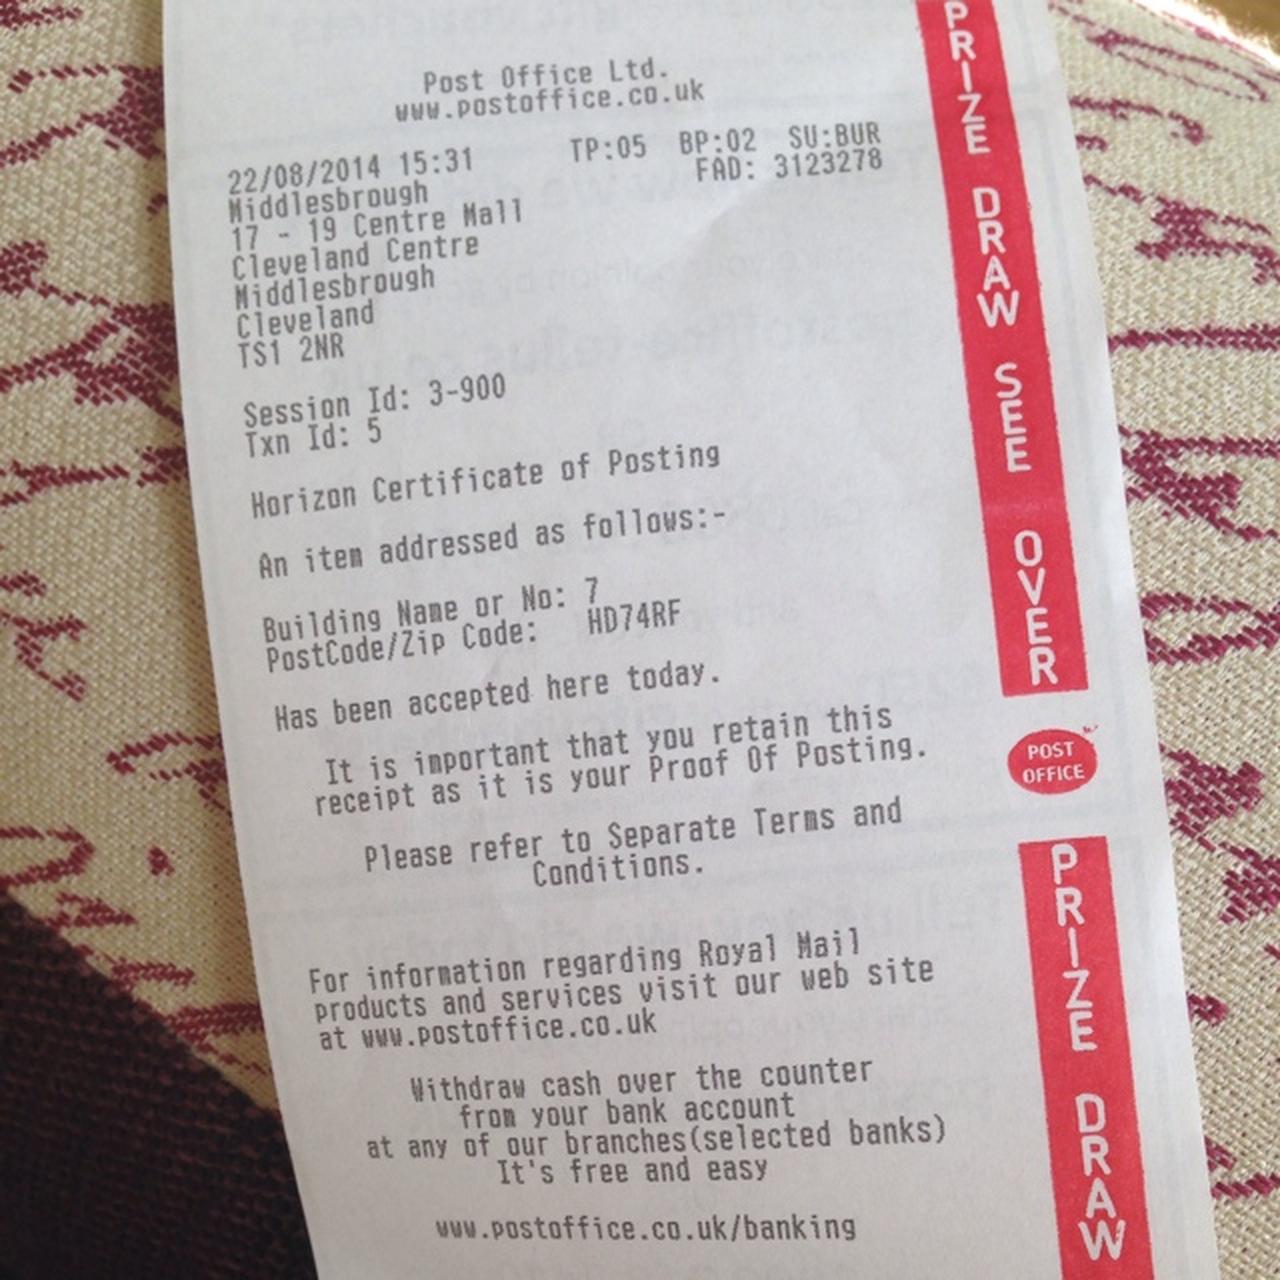 Post Office Ltd.
www.postoffice.co.uk
22/08/2014 15:31 TP:05 BP:02 SU:BUR
Middlesbrough FAD: 3123278
17 - 19 Centre Mall
Cleveland Centre
Middlesbrough
Cleveland
TS1 2NR
Session Id: 3-900
Txn Id: 5
Horizon Certificate of Posting
An item addressed as follows:-
Building Name or No: 7
PostCode/Zip Code: HD74RF
Has been accepted here today.
It is important that you retain this
receipt as it is your Proof Of Posting.
Please refer to Separate Terms and
Conditions.
For information regarding Royal Mail
products and services visit our web site
at www.postoffice.co.uk
Withdraw cash over the counter
from your bank account
at any of our branches(selected banks)
It's free and easy
www.postoffice.co.uk/banking
PRIZE DRAW SEE OVER
POST
OFFICE
PRIZE DRAW